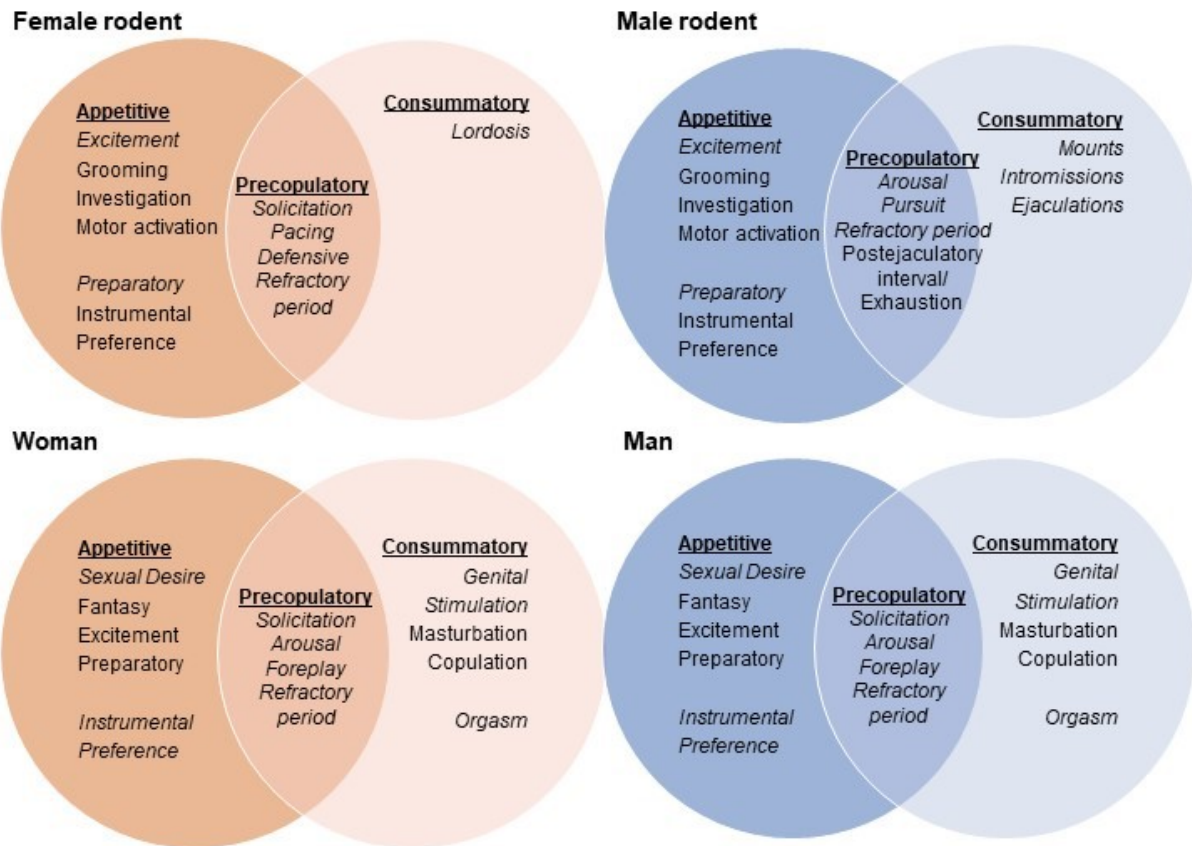 Female rodent
Appetitive
Excitement
Grooming
Investigation
Motor activation
Preparatory
Instrumental
Preference
Precopulatory
Solicitation
Pacing
Defensive
Refractory
period
Consummatory
Lordosis
Male rodent
Appetitive
Excitement
Grooming
Investigation
Motor activation
Preparatory
Instrumental
Preference
Precopulatory
Arousal
Pursuit
Refractory period
Postejaculatory
interval/
Exhaustion
Consummatory
Mounts
Intromissions
Ejaculations
Woman
Appetitive
Sexual Desire
Fantasy
Excitement
Preparatory
Instrumental
Preference
Precopulatory
Solicitation
Arousal
Foreplay
Refractory
period
Consummatory
Genital
Stimulation
Masturbation
Copulation
Orgasm
Man
Appetitive
Sexual Desire
Fantasy
Excitement
Preparatory
Instrumental
Preference
Precopulatory
Solicitation
Arousal
Foreplay
Refractory
period
Consummatory
Genital
Stimulation
Masturbation
Copulation
Orgasm